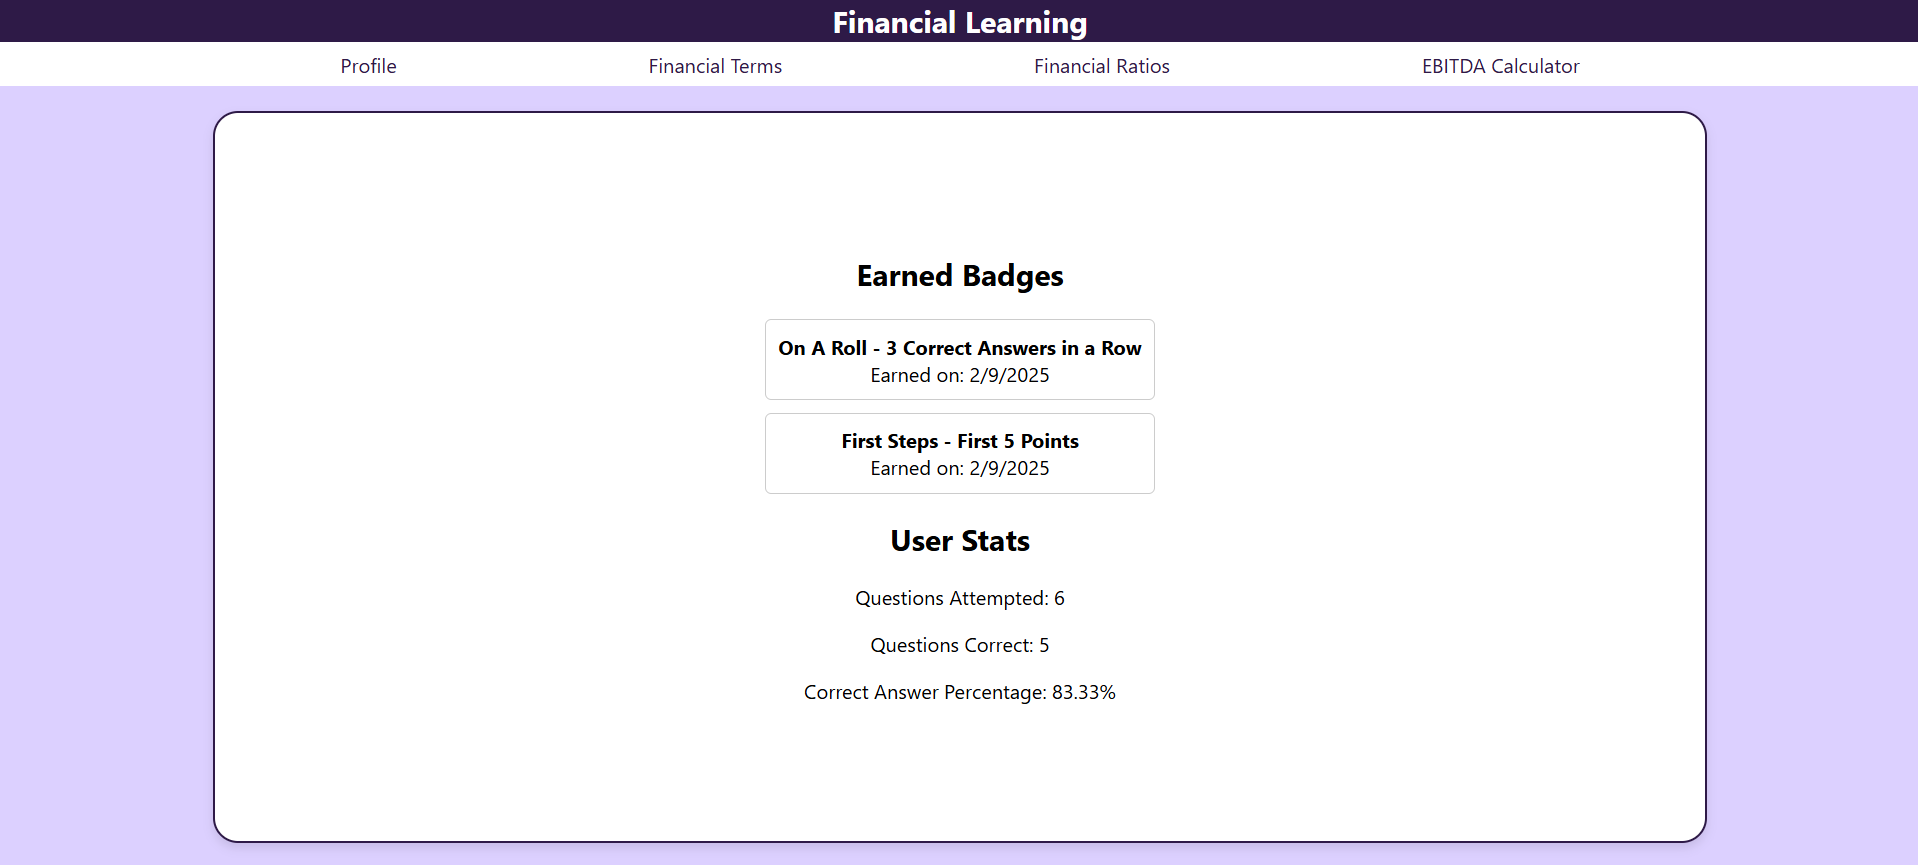 Financial Learning
Profile Financial Terms Financial Ratios EBITDA Calculator
Earned Badges
On A Roll - 3 Correct Answers in a Row
Earned on: 2/9/2025
First Steps - First 5 Points
Earned on: 2/9/2025
User Stats
Questions Attempted: 6
Questions Correct: 5
Correct Answer Percentage: 83.33%